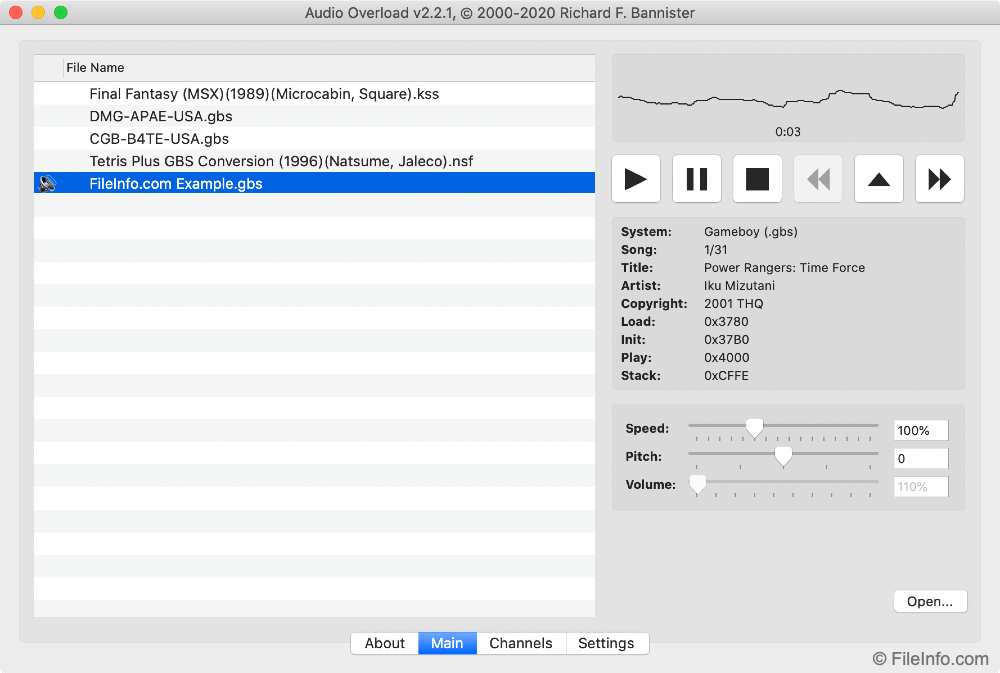 Audio Overload v2.2.1, © 2000-2020 Richard F. Bannister
File Name
Final Fantasy (MSX)(1989)(Microcabin, Square).kss
DMG-APAE-USA.gbs
CGB-B4TE-USA.gbs
Tetris Plus GBS Conversion (1996)(Natsume, Jaleco).nsf
FileInfo.com Example.gbs
0:03
System: Gameboy (.gbs)
Song: 1/31
Title: Power Rangers: Time Force
Artist: Iku Mizutani
Copyright: 2001 THQ
Load: 0x3780
Init: 0x37B0
Play: 0x4000
Stack: 0xCFFE
Speed: 100%
Pitch: 0
Volume: 110%
Open...
About Main Channels Settings
© FileInfo.com